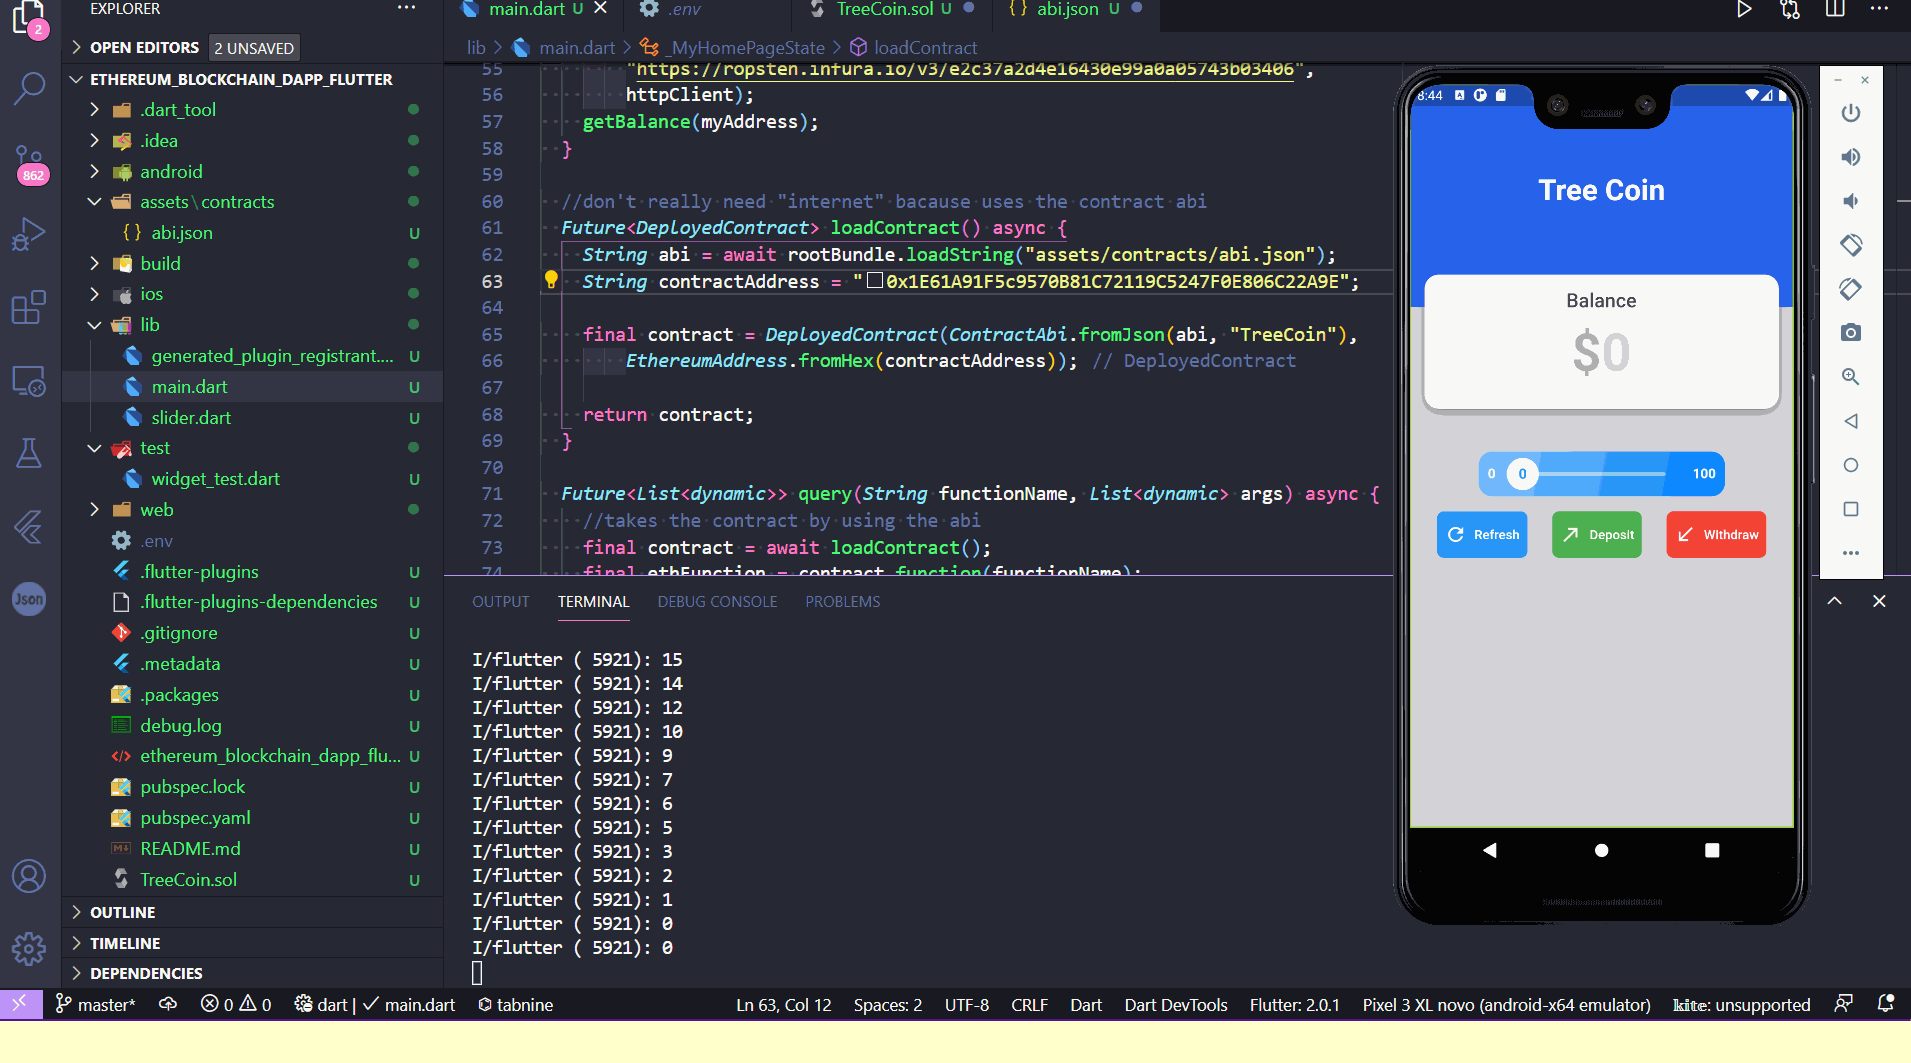 EXPLORER
2
OPEN EDITORS 2 UNSAVED
ETHEREUM_BLOCKCHAIN_DAPP_FLUTTER
.dart_tool
.idea
android
assets\contracts
abi.json U
build
ios
lib
generated_plugin_registrant.... U
main.dart U
slider.dart U
test
widget_test.dart U
web
.env
.flutter-plugins U
.flutter-plugins-dependencies U
.gitignore U
.metadata U
.packages U
debug.log U
ethereum_blockchain_dapp_flu... U
pubspec.lock U
pubspec.yaml U
README.md U
TreeCoin.sol U
OUTLINE
TIMELINE
DEPENDENCIES
862
Json
main.dart U
.env
TreeCoin.sol U
abi.json U
lib > main.dart > _MyHomePageState > loadContract
55 "https://ropsten.infura.io/v3/e2c37a2d4e16430e99a0a05743b03406",
56 httpClient);
57 getBalance(myAddress);
58 }
59
60 //don't really need "internet" bacause uses the contract abi
61 Future<DeployedContract> loadContract() async {
62 String abi = await rootBundle.loadString("assets/contracts/abi.json");
63 String contractAddress = "0x1E61A91F5c9570B81C72119C5247F0E806C22A9E";
64
65 final contract = DeployedContract(ContractAbi.fromJson(abi, "TreeCoin"),
66 EthereumAddress.fromHex(contractAddress)); // DeployedContract
67
68 return contract;
69 }
70
71 Future<List<dynamic>> query(String functionName, List<dynamic> args) async {
72 //takes the contract by using the abi
73 final contract = await loadContract();
74 final ethFunction = contract.function(functionName);
OUTPUT TERMINAL DEBUG CONSOLE PROBLEMS
I/flutter ( 5921): 15
I/flutter ( 5921): 14
I/flutter ( 5921): 12
I/flutter ( 5921): 10
I/flutter ( 5921): 9
I/flutter ( 5921): 7
I/flutter ( 5921): 6
I/flutter ( 5921): 5
I/flutter ( 5921): 3
I/flutter ( 5921): 2
I/flutter ( 5921): 1
I/flutter ( 5921): 0
I/flutter ( 5921): 0
8:44
Tree Coin
Balance
$0
0 0 100
Refresh
Deposit
WIthdraw
master* 0 0 dart | main.dart tabnine Ln 63, Col 12 Spaces: 2 UTF-8 CRLF Dart Dart DevTools Flutter: 2.0.1 Pixel 3 XL novo (android-x64 emulator) kite: unsupported